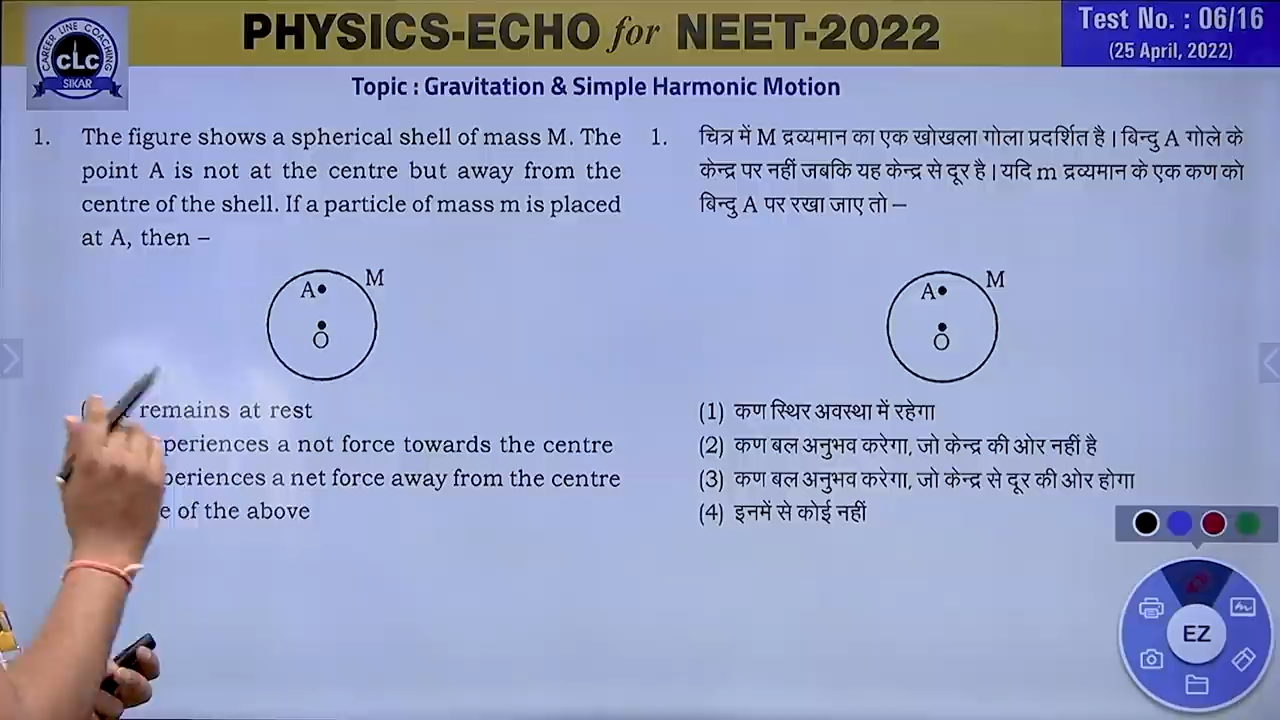 PHYSICS-ECHO for NEET-2022
Test No. : 06/16
(25 April, 2022)
CAREER LINE COACHING
CLC
SIKAR
Topic : Gravitation & Simple Harmonic Motion
1. The figure shows a spherical shell of mass M. The
point A is not at the centre but away from the
centre of the shell. If a particle of mass m is placed
at A, then –
A
M
O
remains at rest
a not force towards the centre
a net force away from the centre
of the above
1. चित्र में M द्रव्यमान का एक खोखला गोला प्रदर्शित है। बिन्दु A गोले के
केन्द्र पर नहीं जबकि यह केन्द्र से दूर है। यदि m द्रव्यमान के एक कण को
बिन्दु A पर रखा जाए तो –
A
M
O
(1) कण स्थिर अवस्था में रहेगा
(2) कण बल अनुभव करेगा, जो केन्द्र की ओर नहीं है
(3) कण बल अनुभव करेगा, जो केन्द्र से दूर की ओर होगा
(4) इनमें से कोई नहीं
EZ